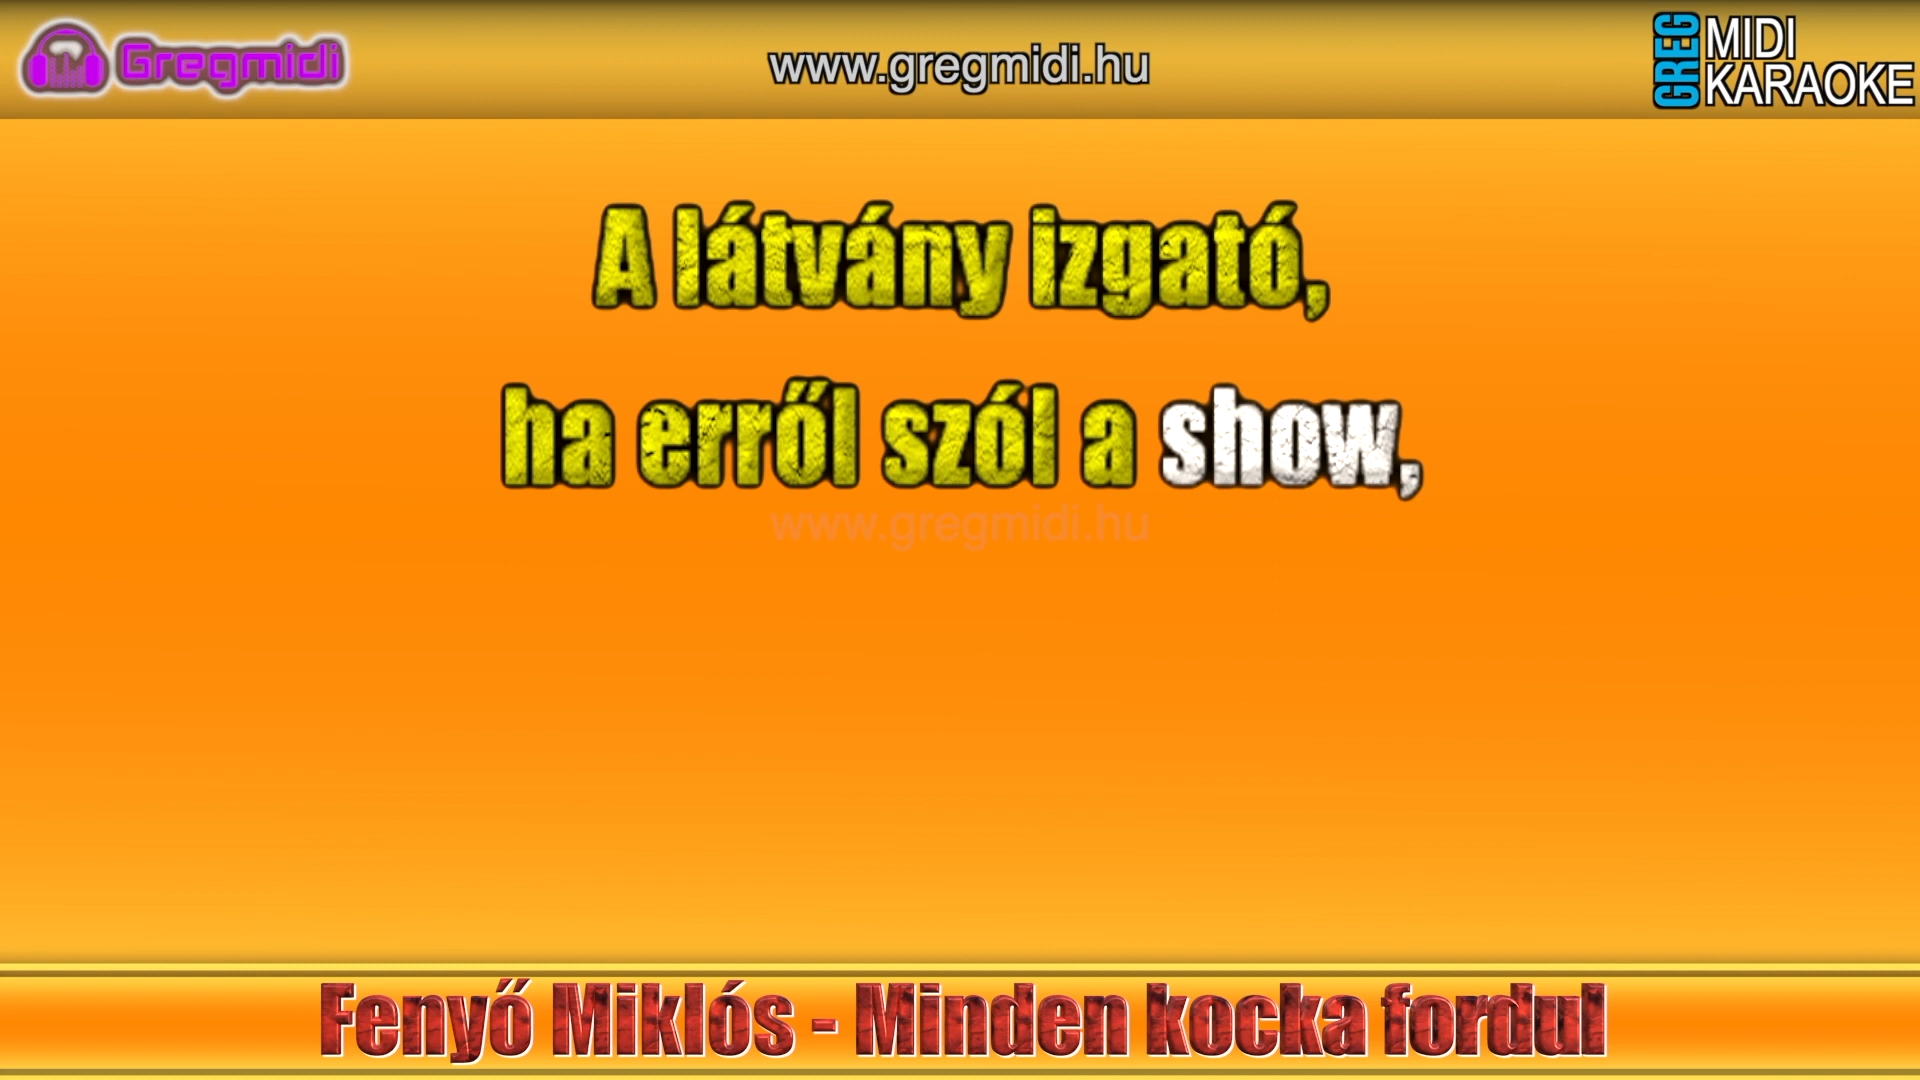 Gregmidi
www.gregmidi.hu
GREG
MIDI
KARAOKE
A látvány izgató,
ha erről szól a show,
www.gregmidi.hu
Fenyő Miklós - Minden kocka fordul